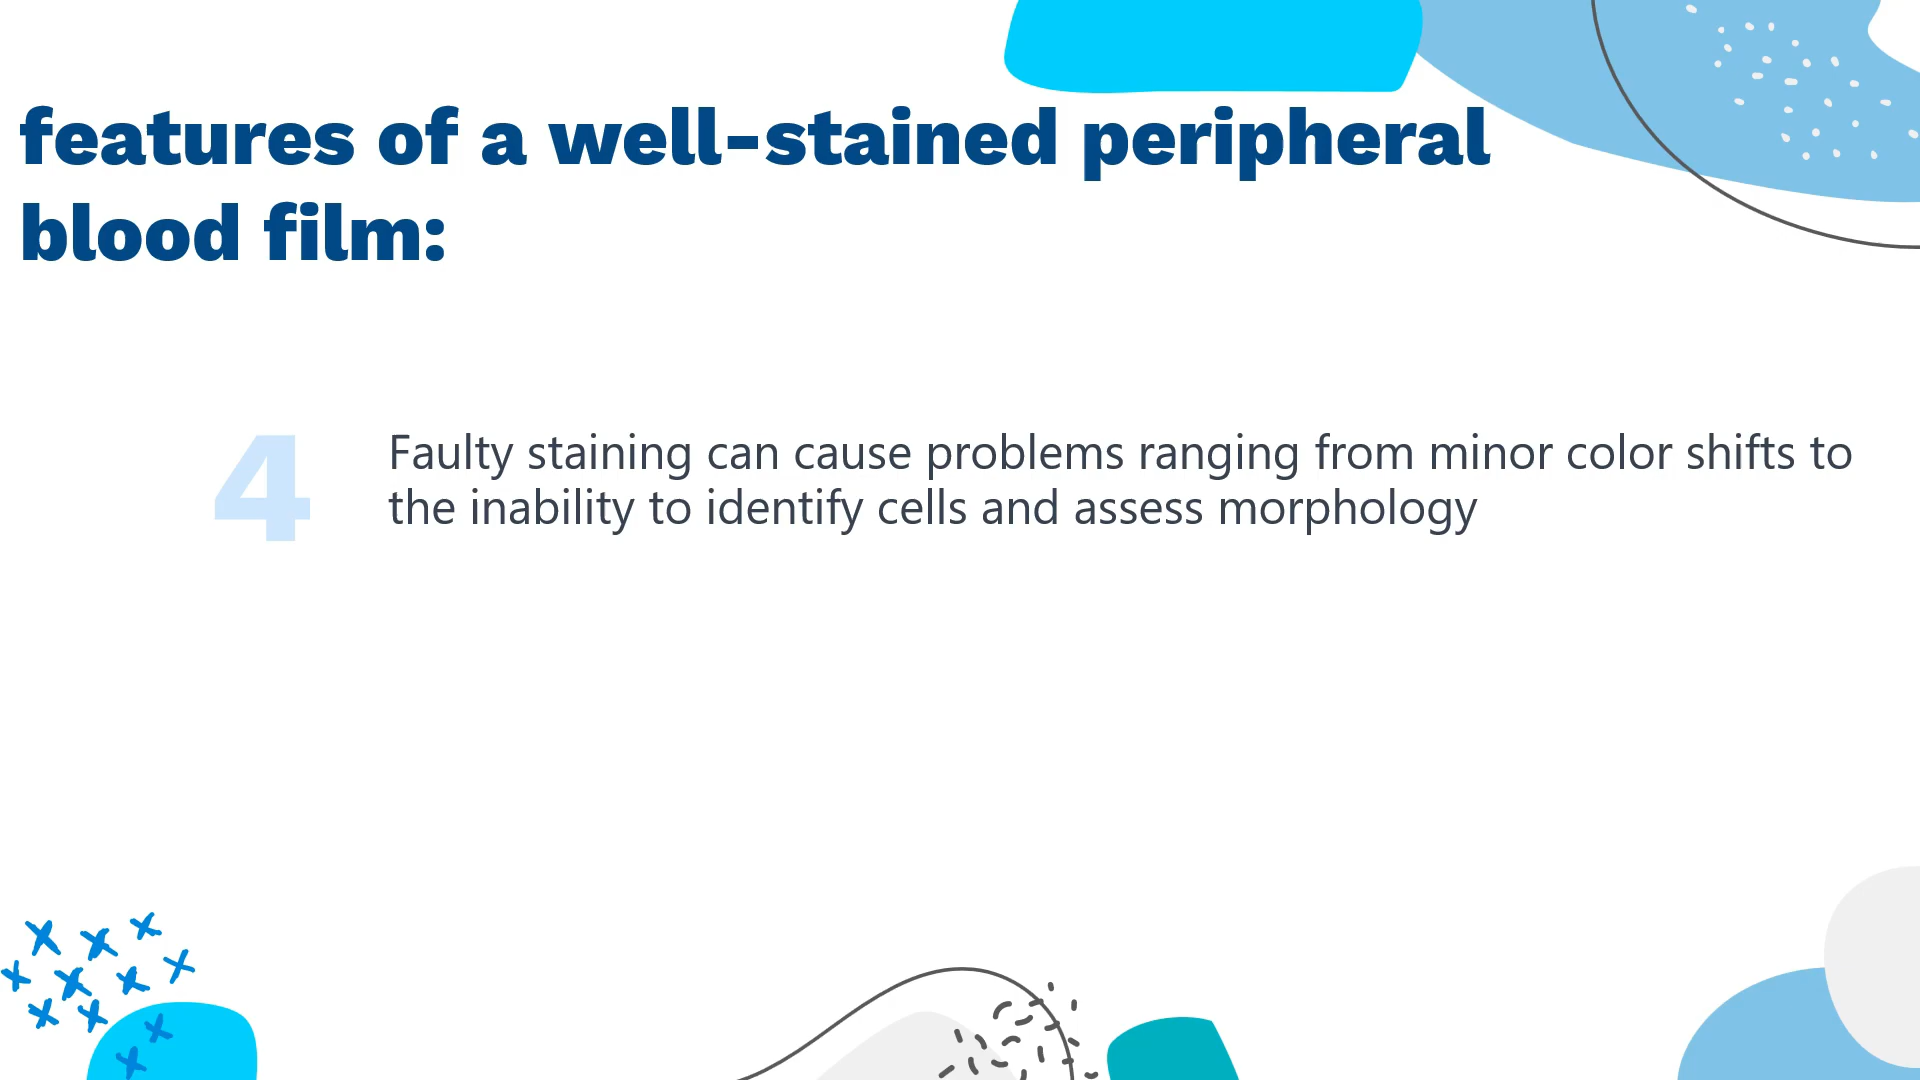 features of a well-stained peripheral
blood film:
4
Faulty staining can cause problems ranging from minor color shifts to
the inability to identify cells and assess morphology